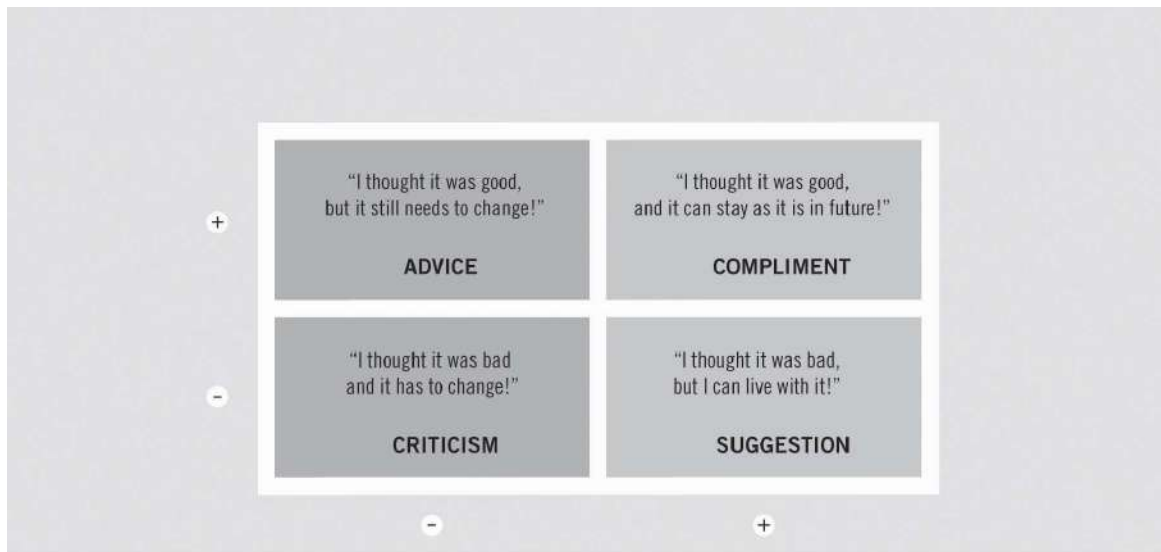 “I thought it was good,
but it still needs to change!”
ADVICE
“I thought it was good,
and it can stay as it is in future!”
COMPLIMENT
+
“I thought it was bad
and it has to change!”
CRITICISM
“I thought it was bad,
but I can live with it!”
SUGGESTION
-
-
+